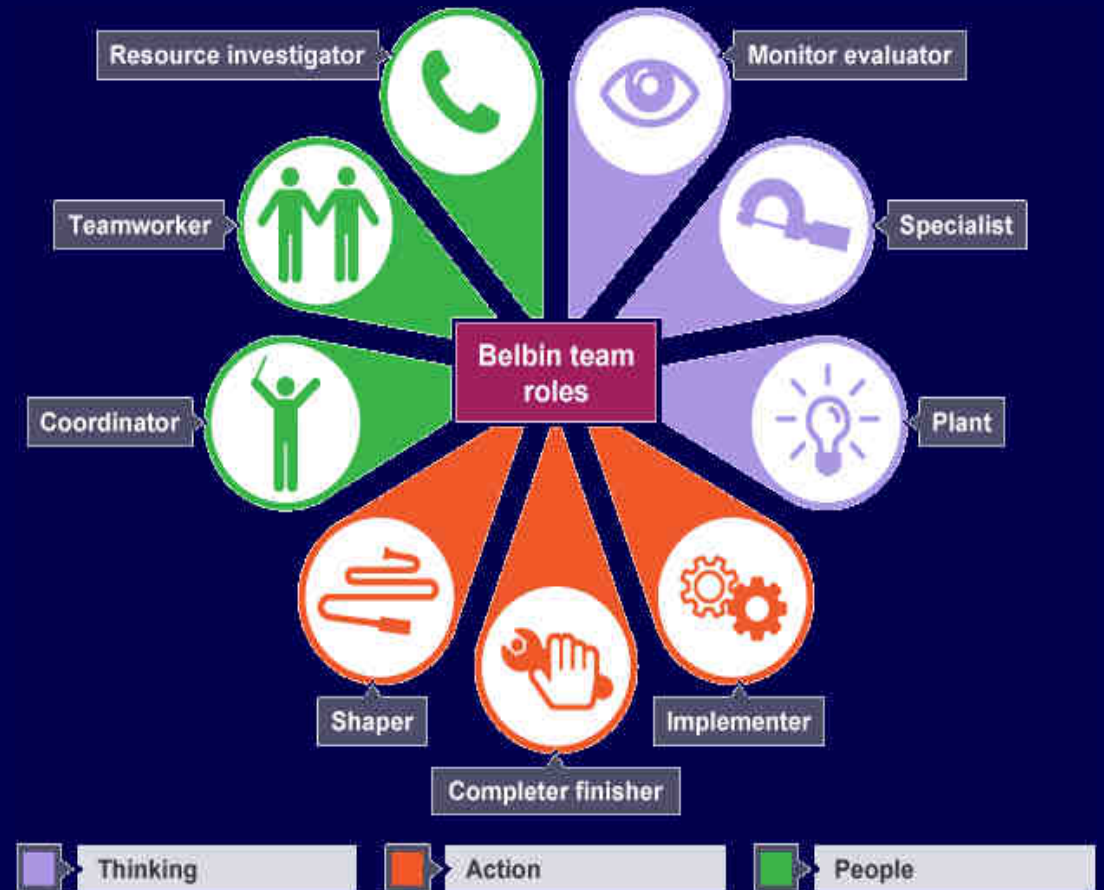 Resource investigator
Monitor evaluator
Teamworker
Specialist
Belbin team
roles
Coordinator
Plant
Shaper
Implementer
Completer finisher
Thinking
Action
People